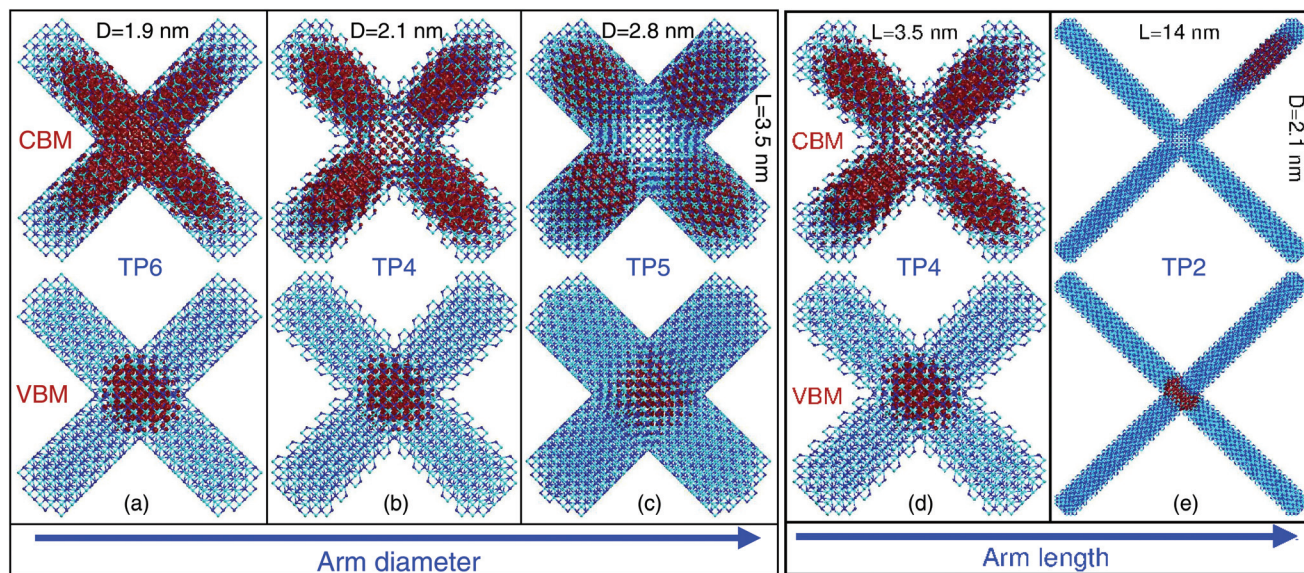 D=1.9 nm
D=2.1 nm
D=2.8 nm
L=3.5 nm
CBM
TP6
TP4
TP5
VBM
(a)
(b)
(c)
Arm diameter
L=3.5 nm
L=14 nm
D=2.1 nm
CBM
TP4
TP2
VBM
(d)
(e)
Arm length